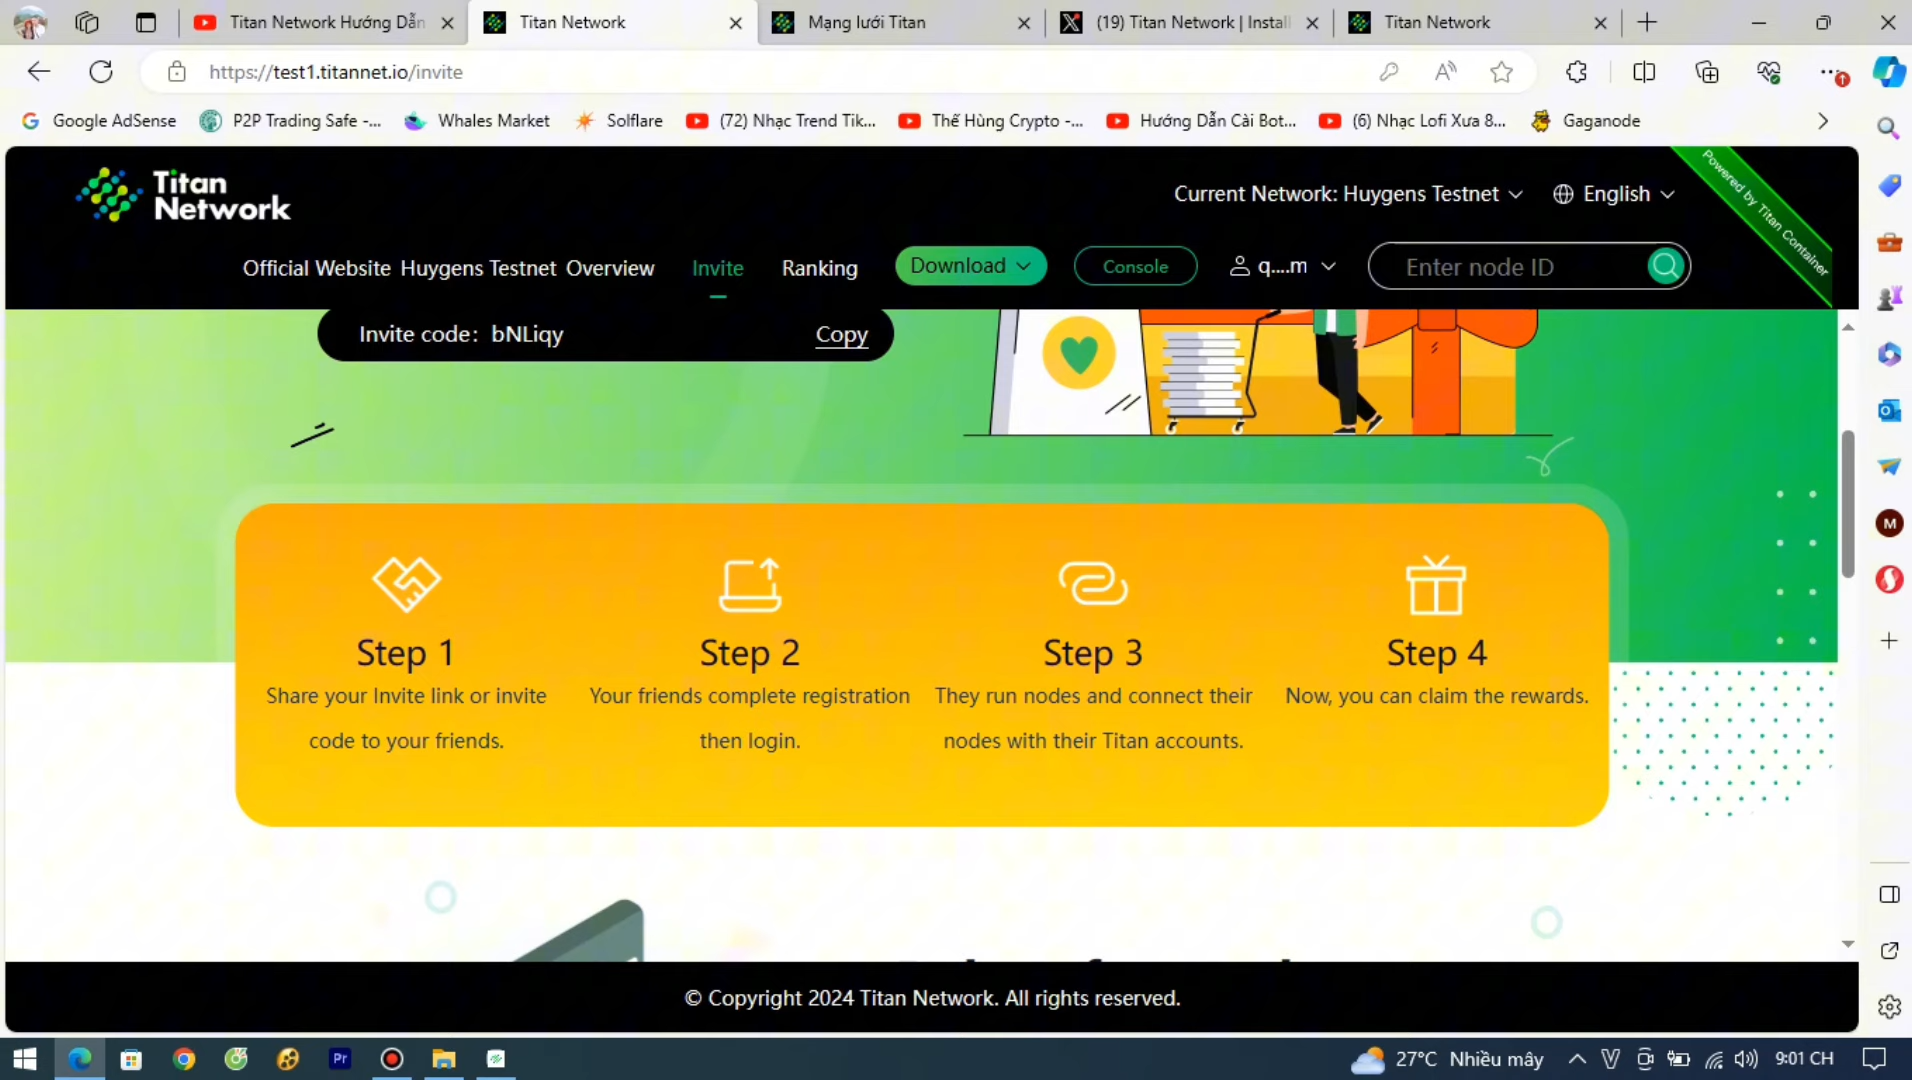 Titan Network Hướng Dẫn
Titan Network
Mạng lưới Titan
(19) Titan Network | Install
Titan Network
https://test1.titannet.io/invite
Google AdSense
P2P Trading Safe -...
Whales Market
Solflare
(72) Nhạc Trend Tik...
Thế Hùng Crypto -...
Hướng Dẫn Cài Bot...
(6) Nhạc Lofi Xưa 8...
Gaganode
Titan
Network
Current Network: Huygens Testnet
English
Powered by Titan Container
Official Website
Huygens Testnet
Overview
Invite
Ranking
Download
Console
q....m
Enter node ID
Invite code: bNLiqy
Copy
Step 1
Share your Invite link or invite
code to your friends.
Step 2
Your friends complete registration
then login.
Step 3
They run nodes and connect their
nodes with their Titan accounts.
Step 4
Now, you can claim the rewards.
M
© Copyright 2024 Titan Network. All rights reserved.
Pr
27°C Nhiều mây
V
9:01 CH